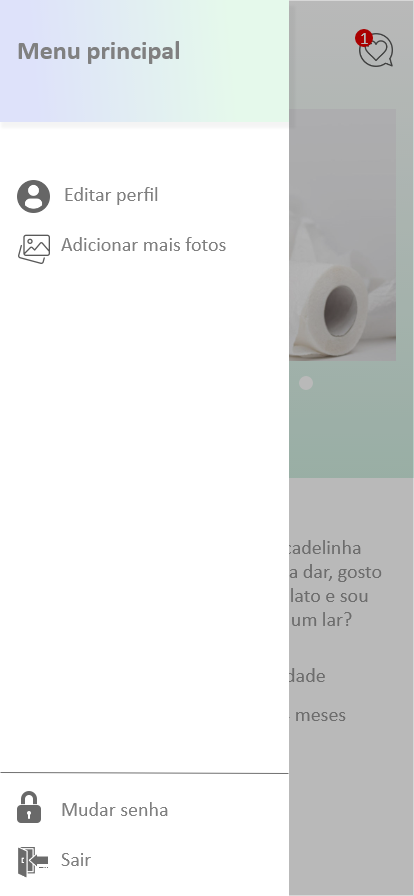 Menu principal
1
Editar perfil
Adicionar mais fotos
cadelinha
a dar, gosto
lato e sou
um lar?
dade
meses
Mudar senha
Sair